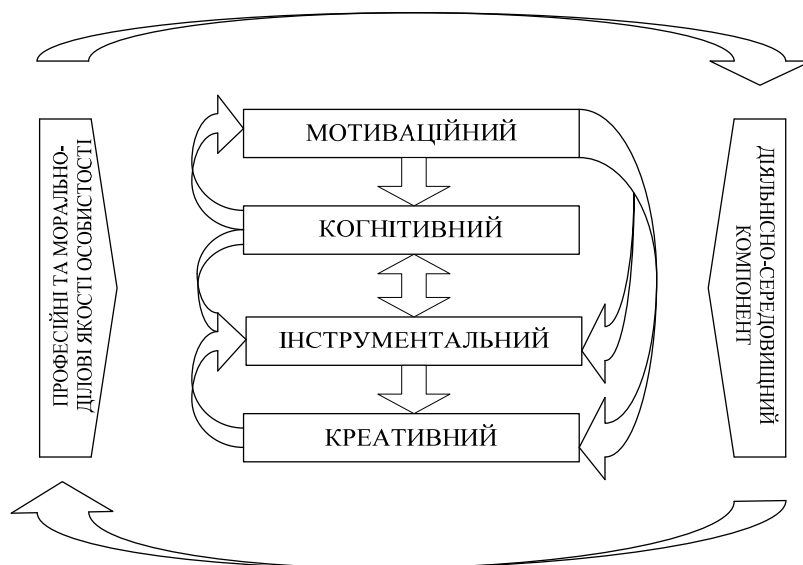 ПРОФЕСІЙНІ ТА МОРАЛЬНО-
ДІЛОВІ ЯКОСТІ ОСОБИСТОСТІ
МОТИВАЦІЙНИЙ
КОГНІТИВНИЙ
ІНСТРУМЕНТАЛЬНИЙ
КРЕАТИВНИЙ
ДІЯЛЬНІСНО-СЕРЕДОВИЩНИЙ
КОМПОНЕНТ